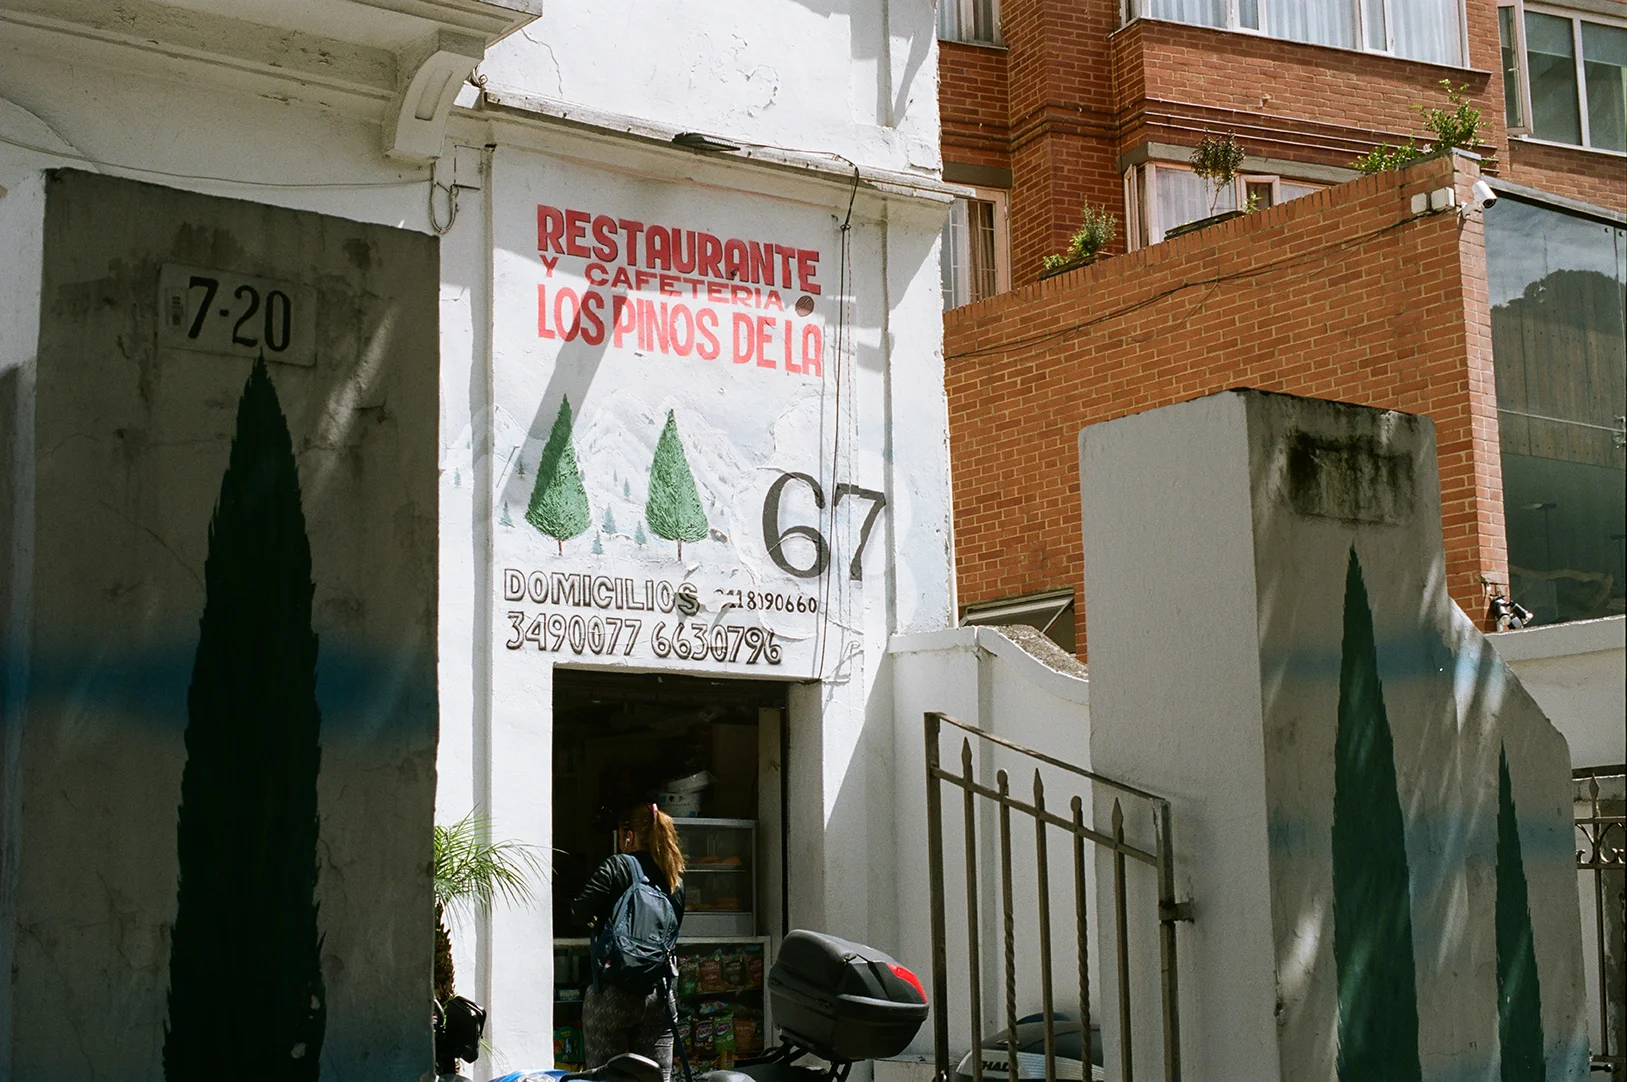 7-20
RESTAURANTE
Y CAFETERIA
LOS PINOS DE LA
67
DOMICILIOS
3490077 6630796